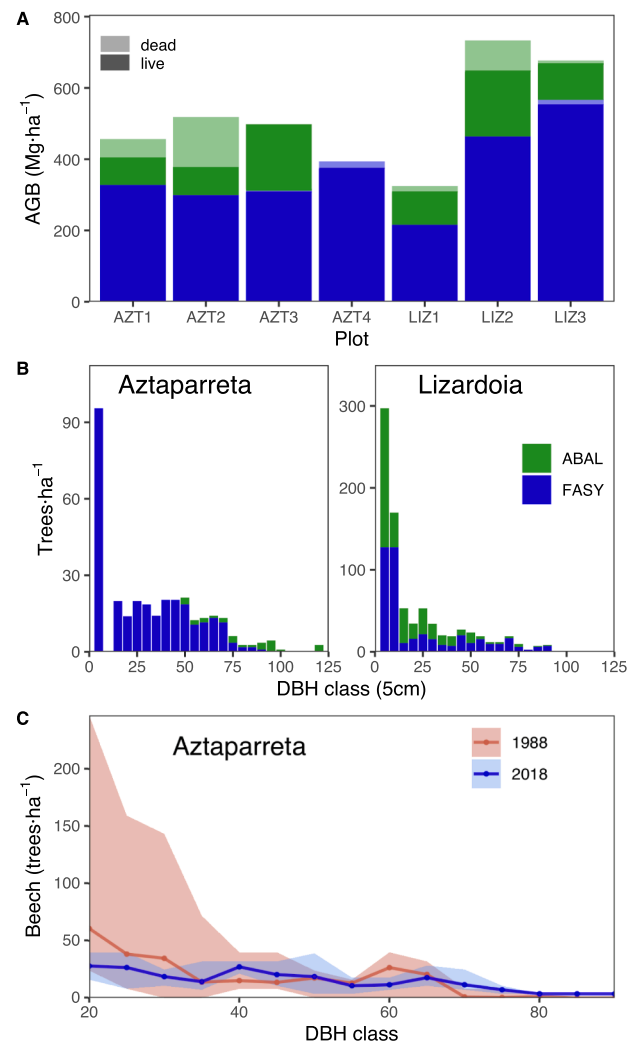 A
AGB (Mg·ha⁻¹)
800
600
400
200
0
dead
live
AZT1 AZT2 AZT3 AZT4 LIZ1 LIZ2 LIZ3
Plot
B
Aztaparreta
Lizardoia
Trees·ha⁻¹
90
60
30
0
300
200
100
0
ABAL
FASY
0 25 50 75 100 125
0 25 50 75 100 125
DBH class (5cm)
C
Aztaparreta
1988
2018
Beech (trees·ha⁻¹)
200
150
100
50
0
20 40 60 80
DBH class